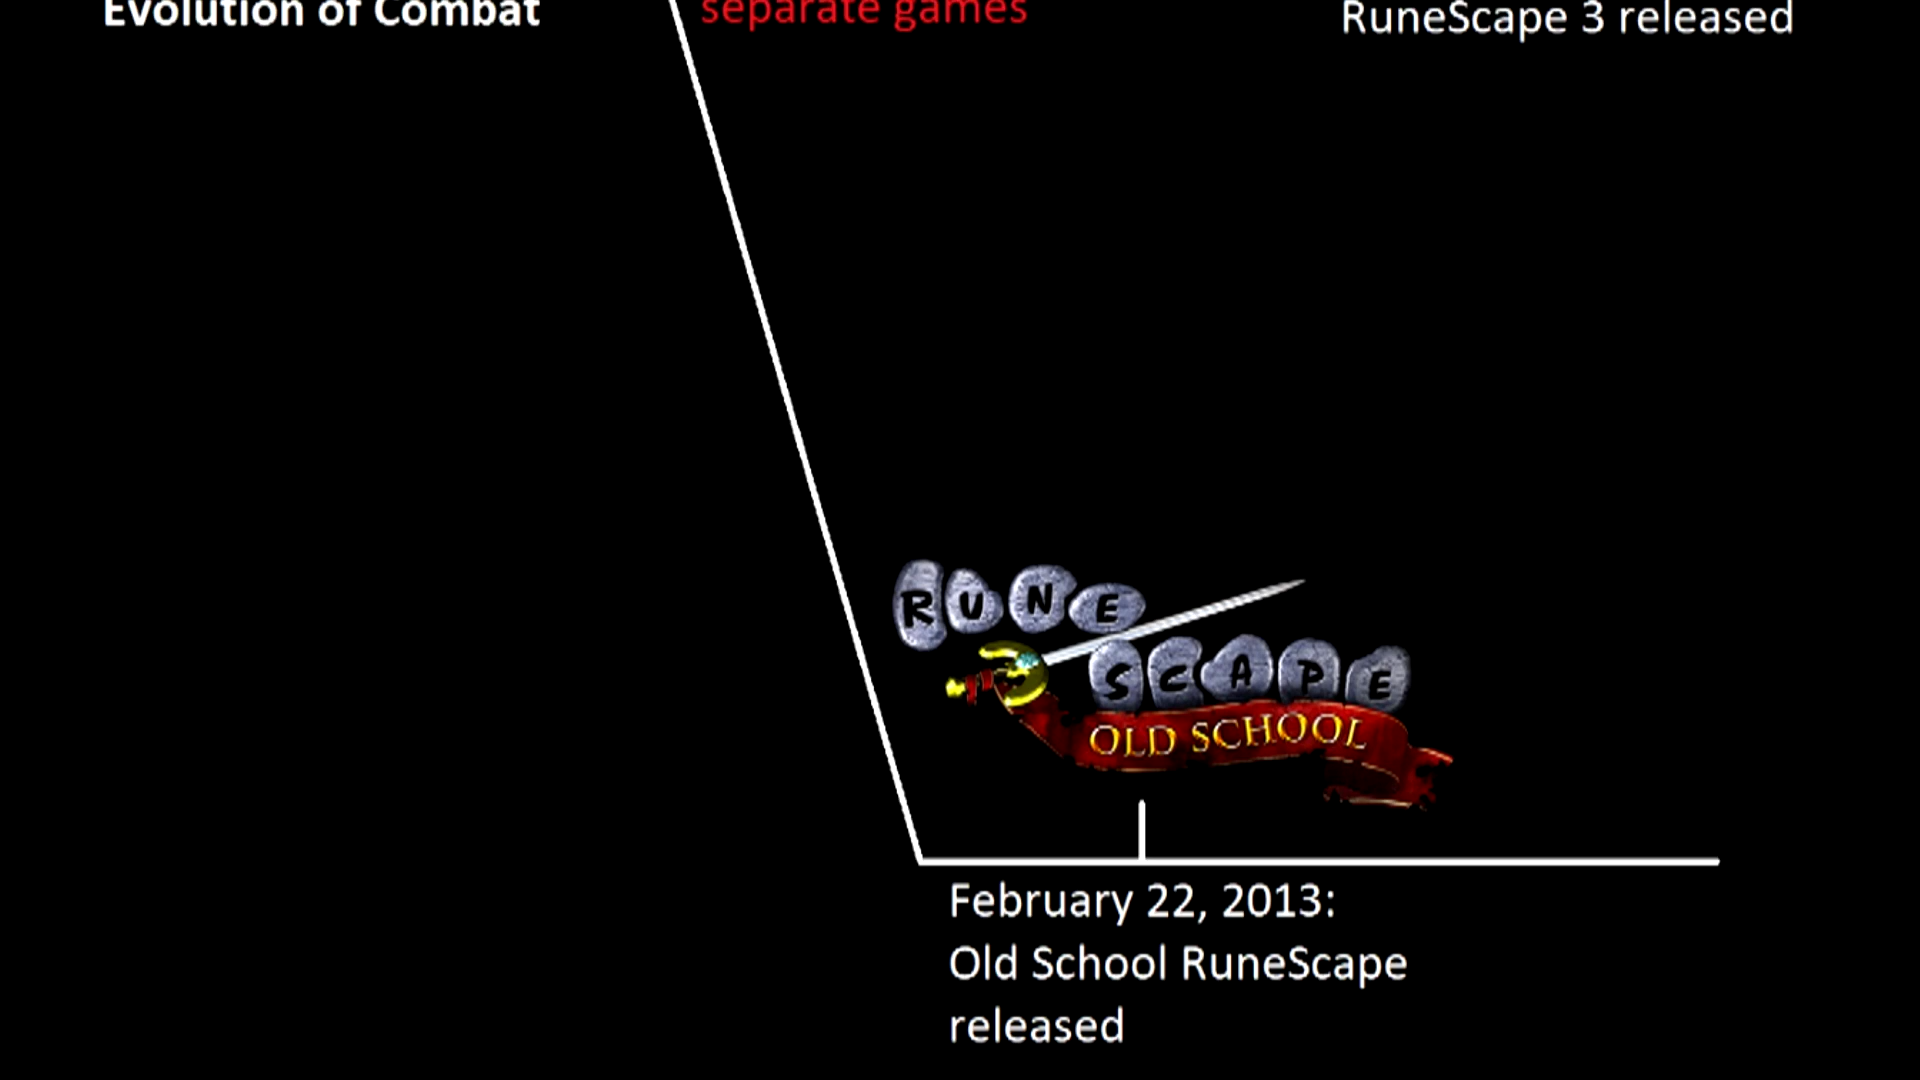 Evolution of Combat
separate games
RuneScape 3 released
RUNE
SCAPE
OLD SCHOOL
February 22, 2013:
Old School RuneScape
released